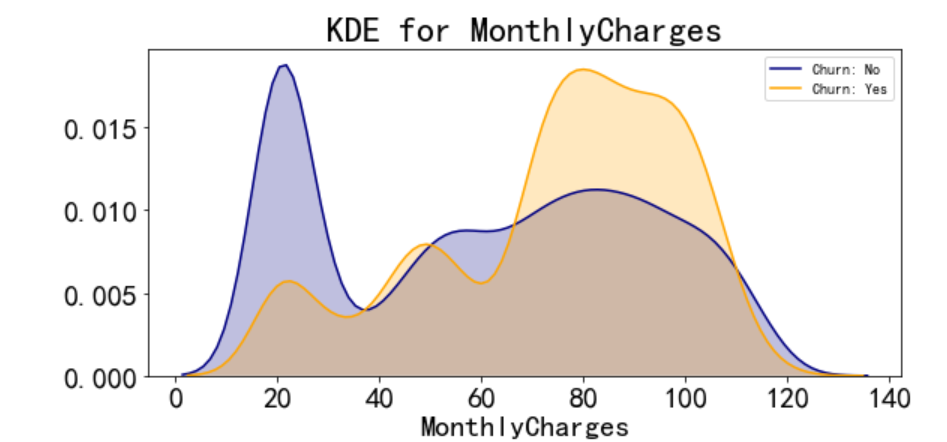 KDE for MonthlyCharges
Churn: No
Churn: Yes
0.015
0.010
0.005
0.000
0 20 40 60 80 100 120 140
MonthlyCharges